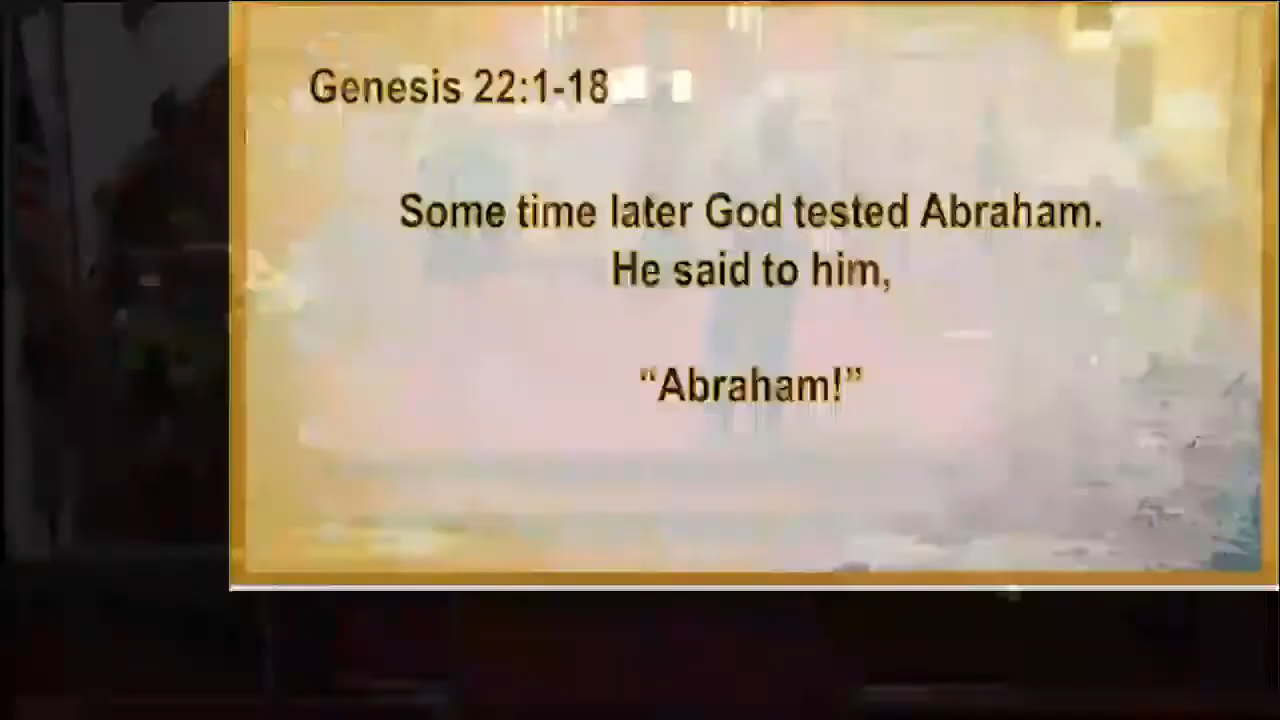 Genesis 22:1-18
Some time later God tested Abraham.
He said to him,
“Abraham!”